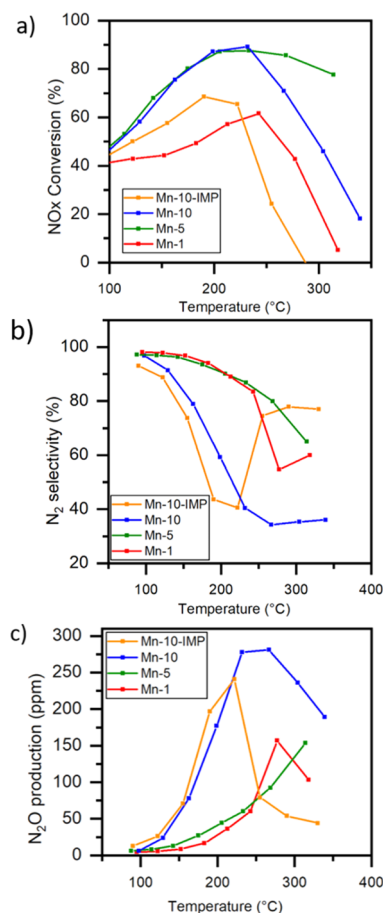 a)
100
80
60
40
20
0
NOx Conversion (%)
Mn-10-IMP
Mn-10
Mn-5
Mn-1
100 200 300
Temperature (°C)
b)
100
80
60
40
20
N₂ selectivity (%)
Mn-10-IMP
Mn-10
Mn-5
Mn-1
0 100 200 300 400
Temperature (°C)
c)
300
250
200
150
100
50
0
N₂O production (ppm)
Mn-10-IMP
Mn-10
Mn-5
Mn-1
0 100 200 300 400
Temperature (°C)